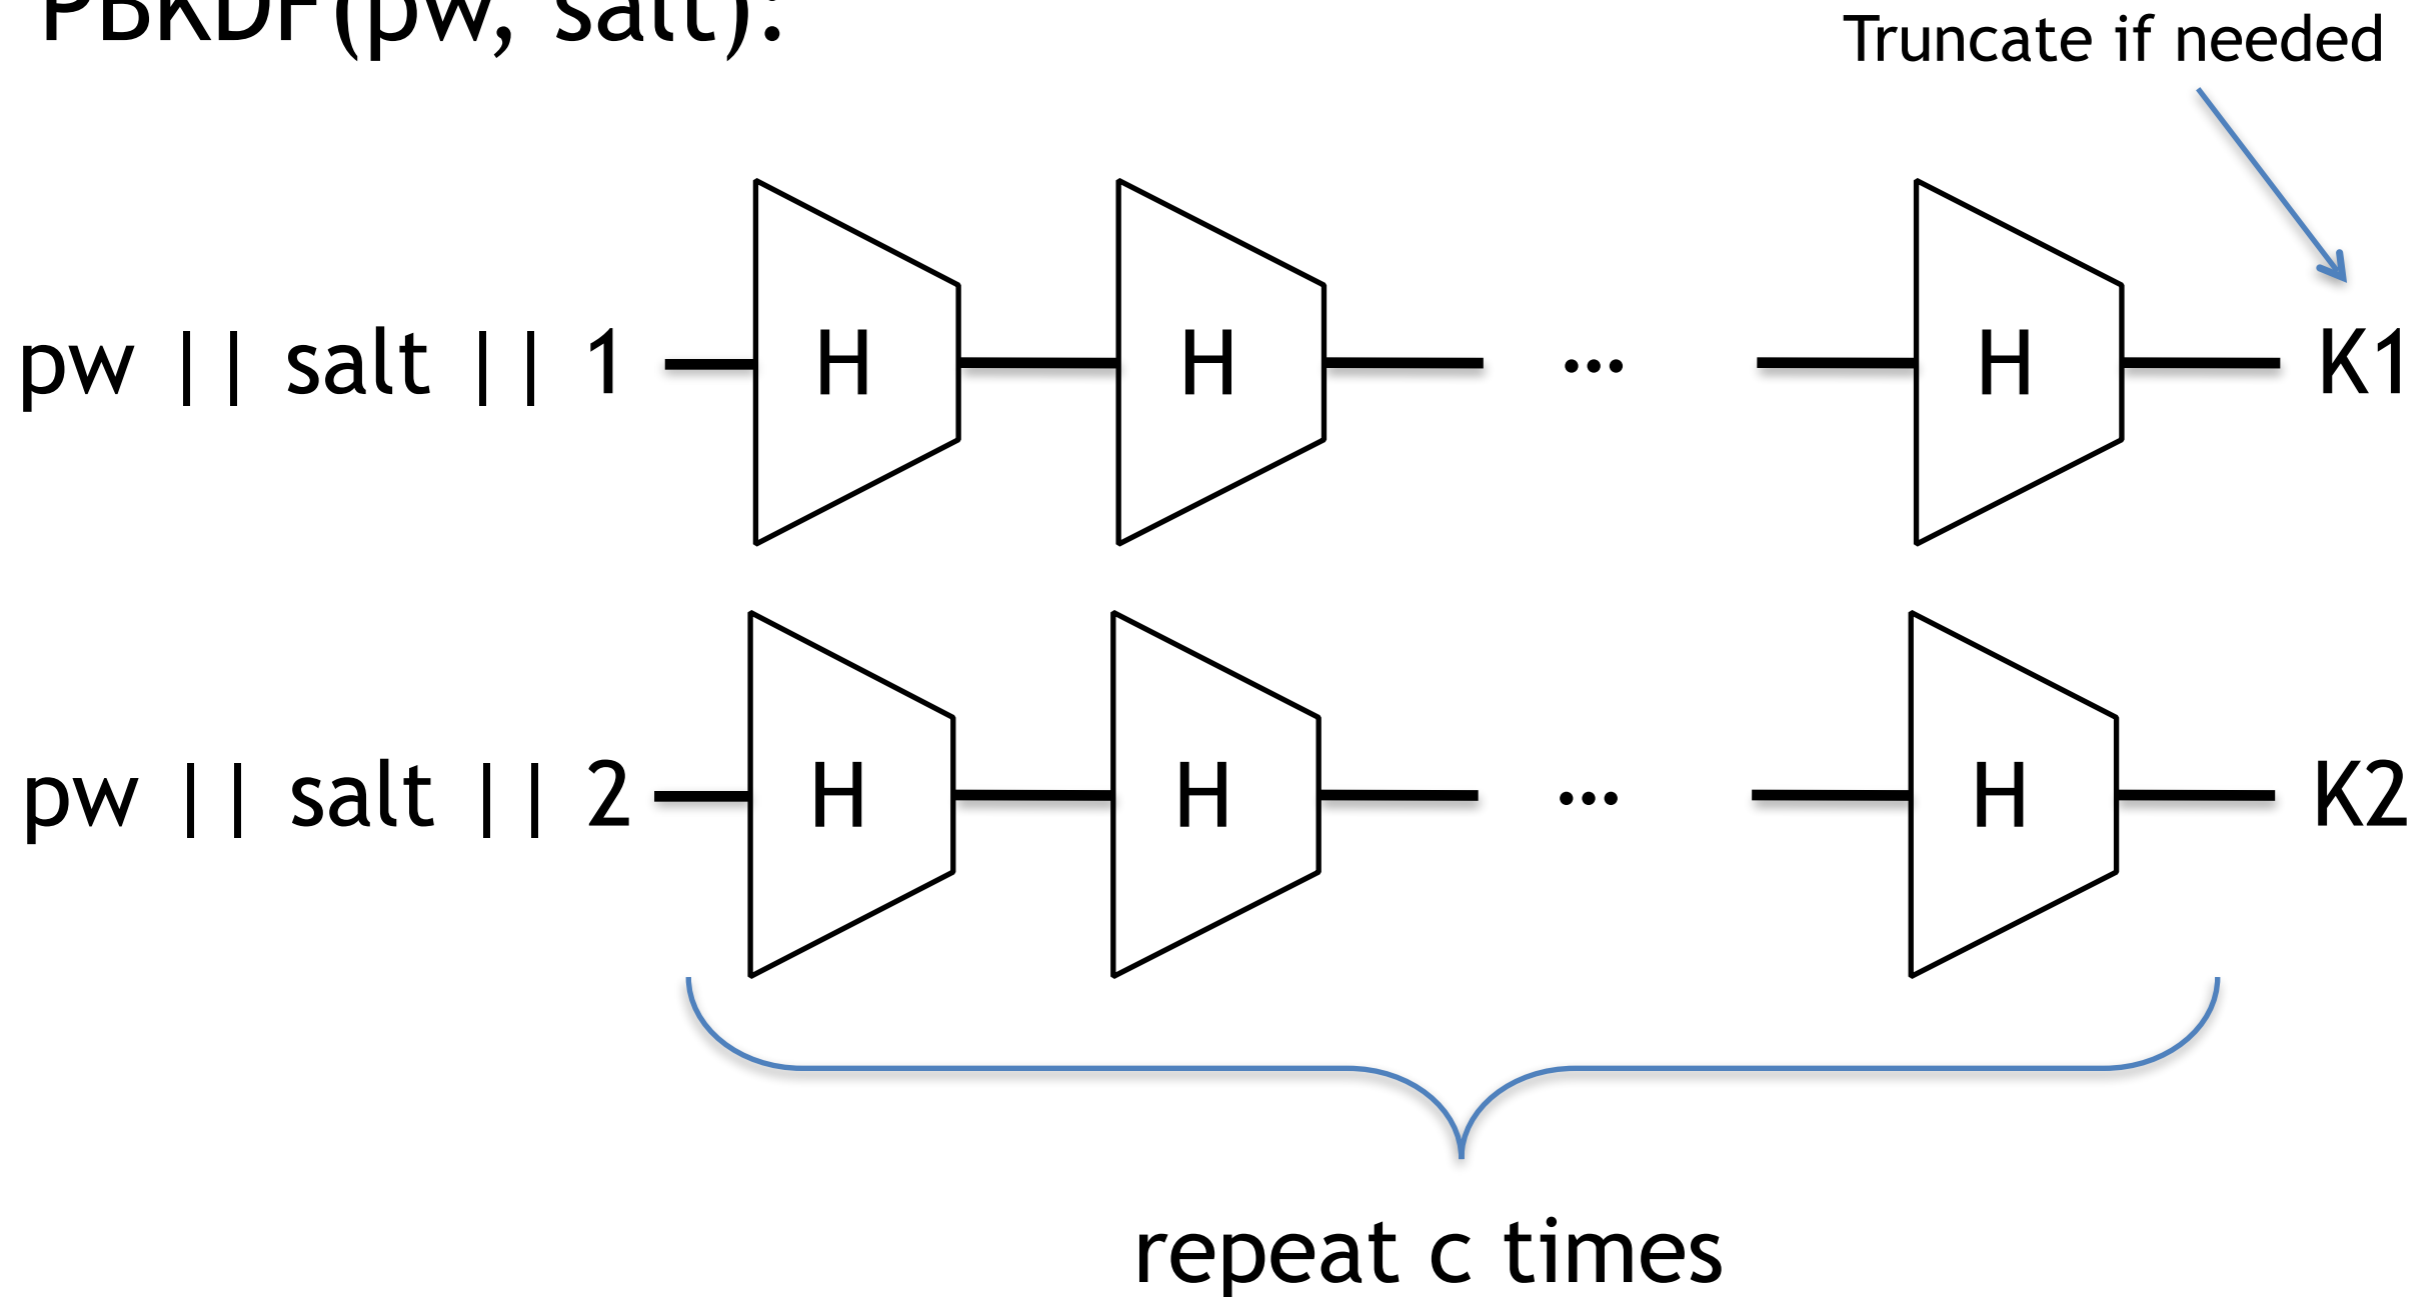 PBKDF(pw, salt):
Truncate if needed
pw || salt || 1 H H ... H K1
pw || salt || 2 H H ... H K2
repeat c times